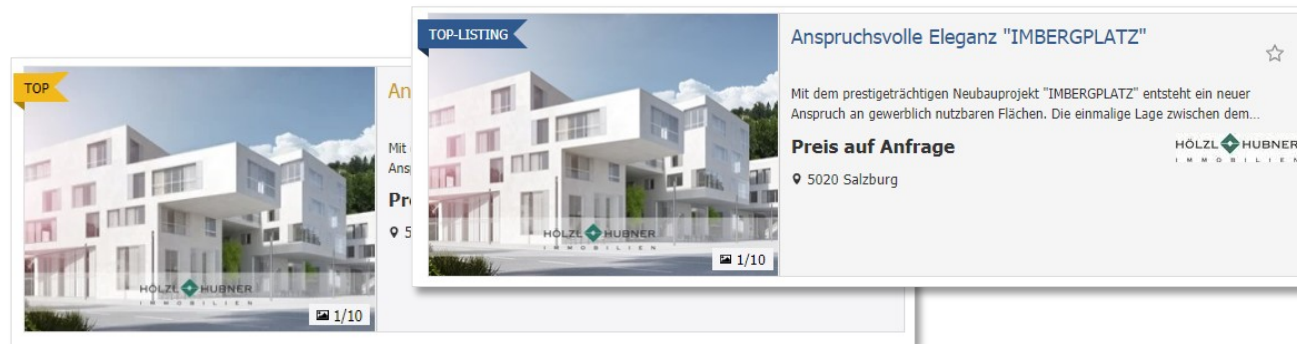 TOP
An
Mit
Ans
Pr
HÖLZL HUBNER
IMMOBILIEN
1/10
TOP-LISTING
HÖLZL HUBNER
IMMOBILIEN
1/10
Anspruchsvolle Eleganz "IMBERGPLATZ"
Mit dem prestigeträchtigen Neubauprojekt "IMBERGPLATZ" entsteht ein neuer
Anspruch an gewerblich nutzbaren Flächen. Die einmalige Lage zwischen dem...
Preis auf Anfrage
5020 Salzburg
HÖLZL HUBNER
IMMOBILIEN